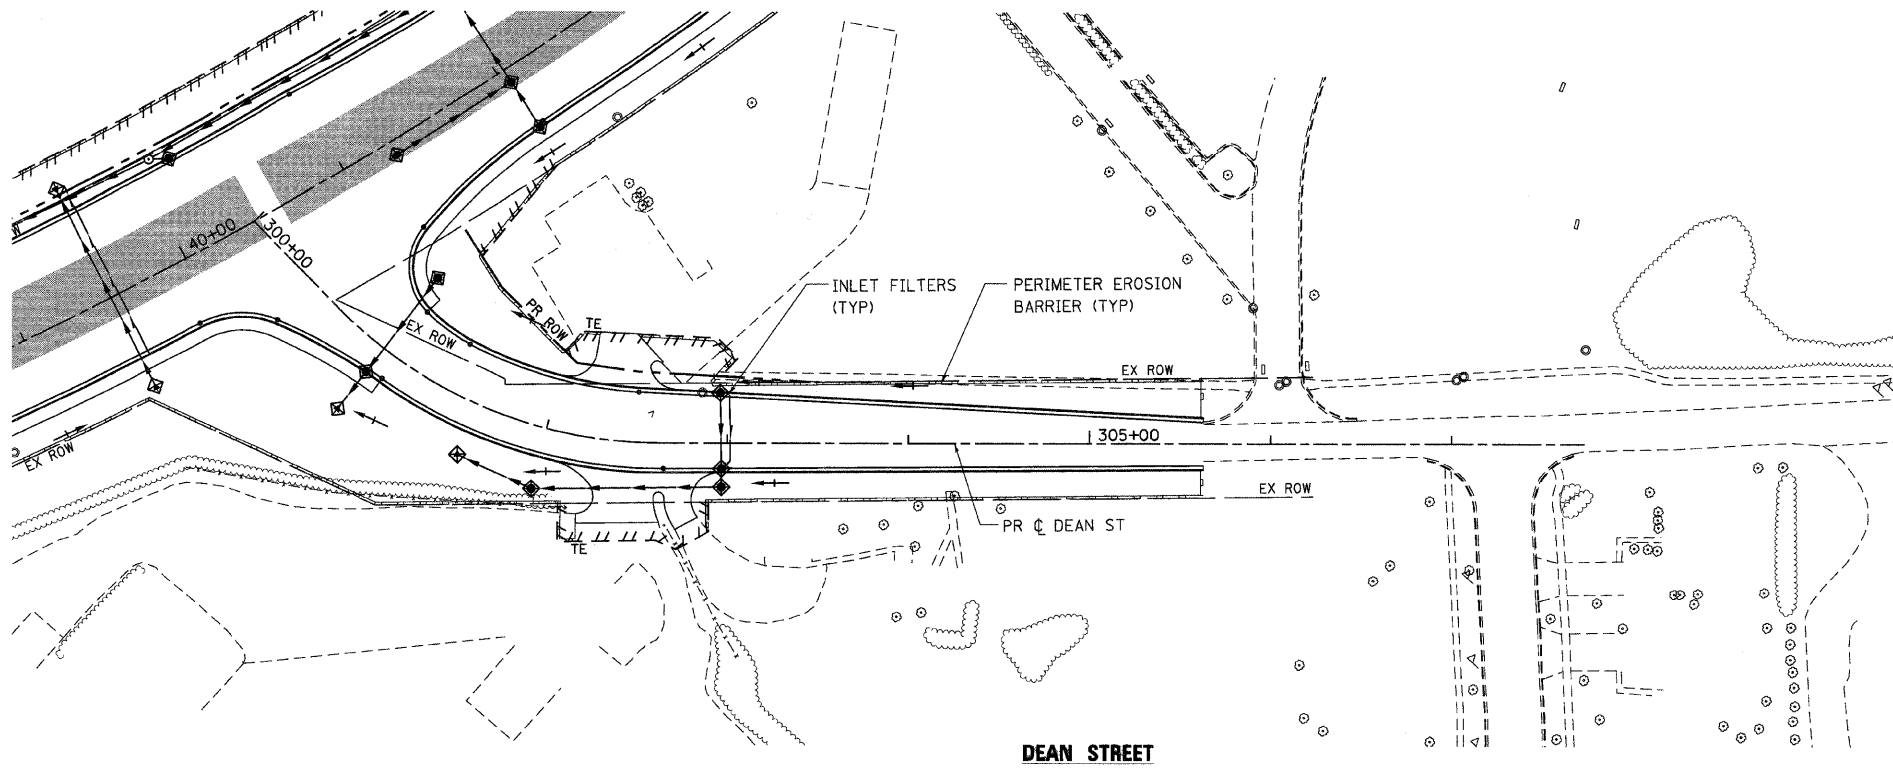 W
40+00
300+00
INLET FILTERS
(TYP)
PERIMETER EROSION
BARRIER (TYP)
PR ROW
TE
EX ROW
EX ROW
305+00
EX ROW
EX ROW
PR ℄ DEAN ST
TE
DEAN STREET